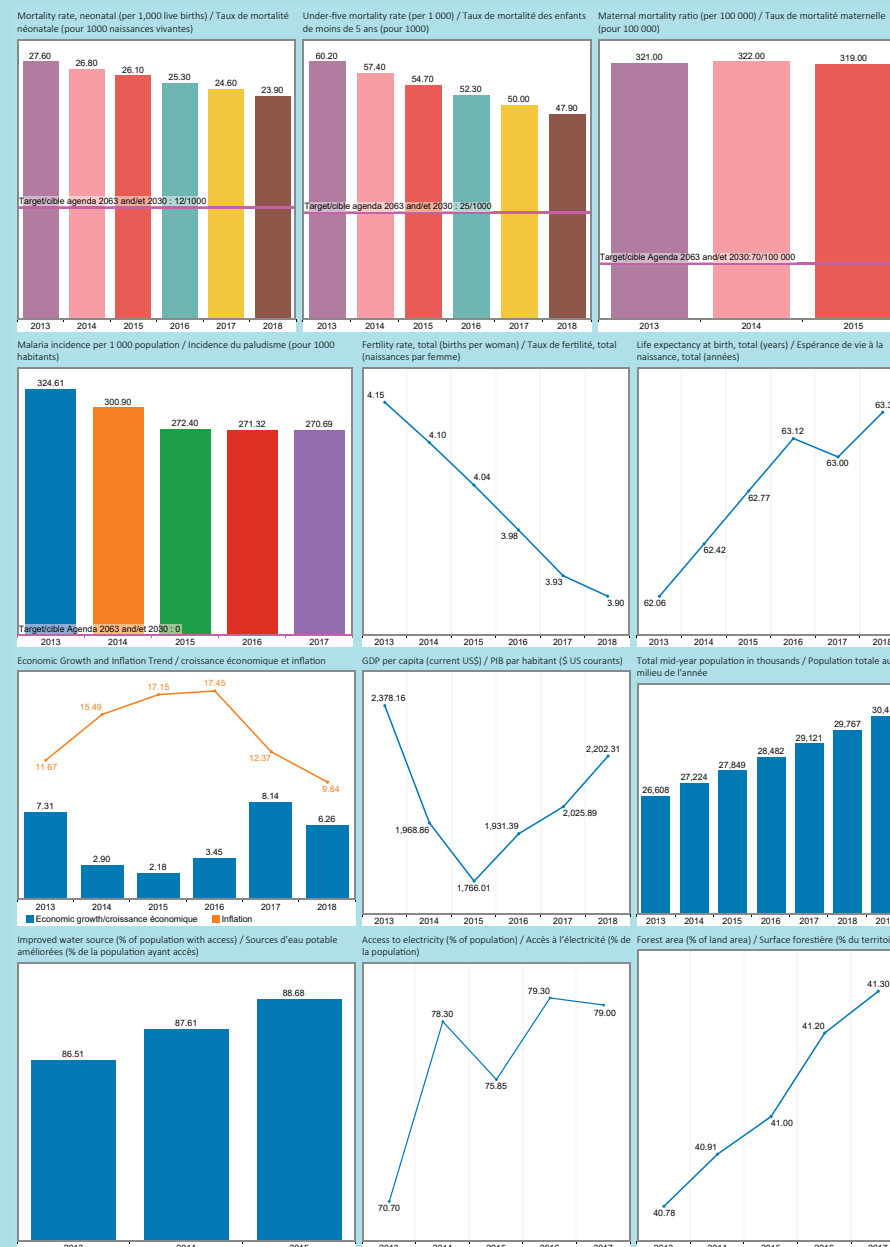 Mortality rate, neonatal (per 1,000 live births) / Taux de mortalité
néonatale (pour 1000 naissances vivantes)
27.60
26.80
26.10
25.30
24.60
23.90
Target/cible agenda 2063 and/et 2030 : 12/1000
2013 2014 2015 2016 2017 2018
Under-five mortality rate (per 1 000) / Taux de mortalité des enfants
de moins de 5 ans (pour 1000)
60.20
57.40
54.70
52.30
50.00
47.90
Target/cible agenda 2063 and/et 2030 : 25/1000
2013 2014 2015 2016 2017 2018
Maternal mortality ratio (per 100 000) / Taux de mortalité maternelle
(pour 100 000)
321.00 322.00 319.00
Target/cible Agenda 2063 and/et 2030:70/100 000
2013 2014 2015
Malaria incidence per 1 000 population / Incidence du paludisme (pour 1000
habitants)
324.61
300.90
272.40
271.32
270.69
Target/cible Agenda 2063 and/et 2030 : 0
2013 2014 2015 2016 2017
Fertility rate, total (births per woman) / Taux de fertilité, total
(naissances par femme)
4.15
4.10
4.04
3.98
3.93
3.90
2013 2014 2015 2016 2017 2018
Life expectancy at birth, total (years) / Espérance de vie à la
naissance, total (années)
62.06
62.42
62.77
63.12
63.00
63.3
2013 2014 2015 2016 2017 2018
Economic Growth and Inflation Trend / croissance économique et inflation
11.67
15.49
17.15
17.45
12.37
9.84
7.31
2.90
2.18
3.45
8.14
6.26
2013 2014 2015 2016 2017 2018
Economic growth/croissance économique Inflation
GDP per capita (current US$) / PIB par habitant ($ US courants)
2,378.16
1,968.86
1,766.01
1,931.39
2,025.89
2,202.31
2013 2014 2015 2016 2017 2018
Total mid-year population in thousands / Population totale au
milieu de l'année
26,608
27,224
27,849
28,482
29,121
29,767
30,4
2013 2014 2015 2016 2017 2018 201
Improved water source (% of population with access) / Sources d'eau potable
améliorées (% de la population ayant accès)
86.51
87.61
88.68
2013 2014 2015
Access to electricity (% of population) / Accès à l'électricité (% de
la population)
70.70
78.30
75.85
79.30
79.00
2013 2014 2015 2016 2017
Forest area (% of land area) / Surface forestière (% du territoi
40.78
40.91
41.00
41.20
41.30
2013 2014 2015 2016 2017